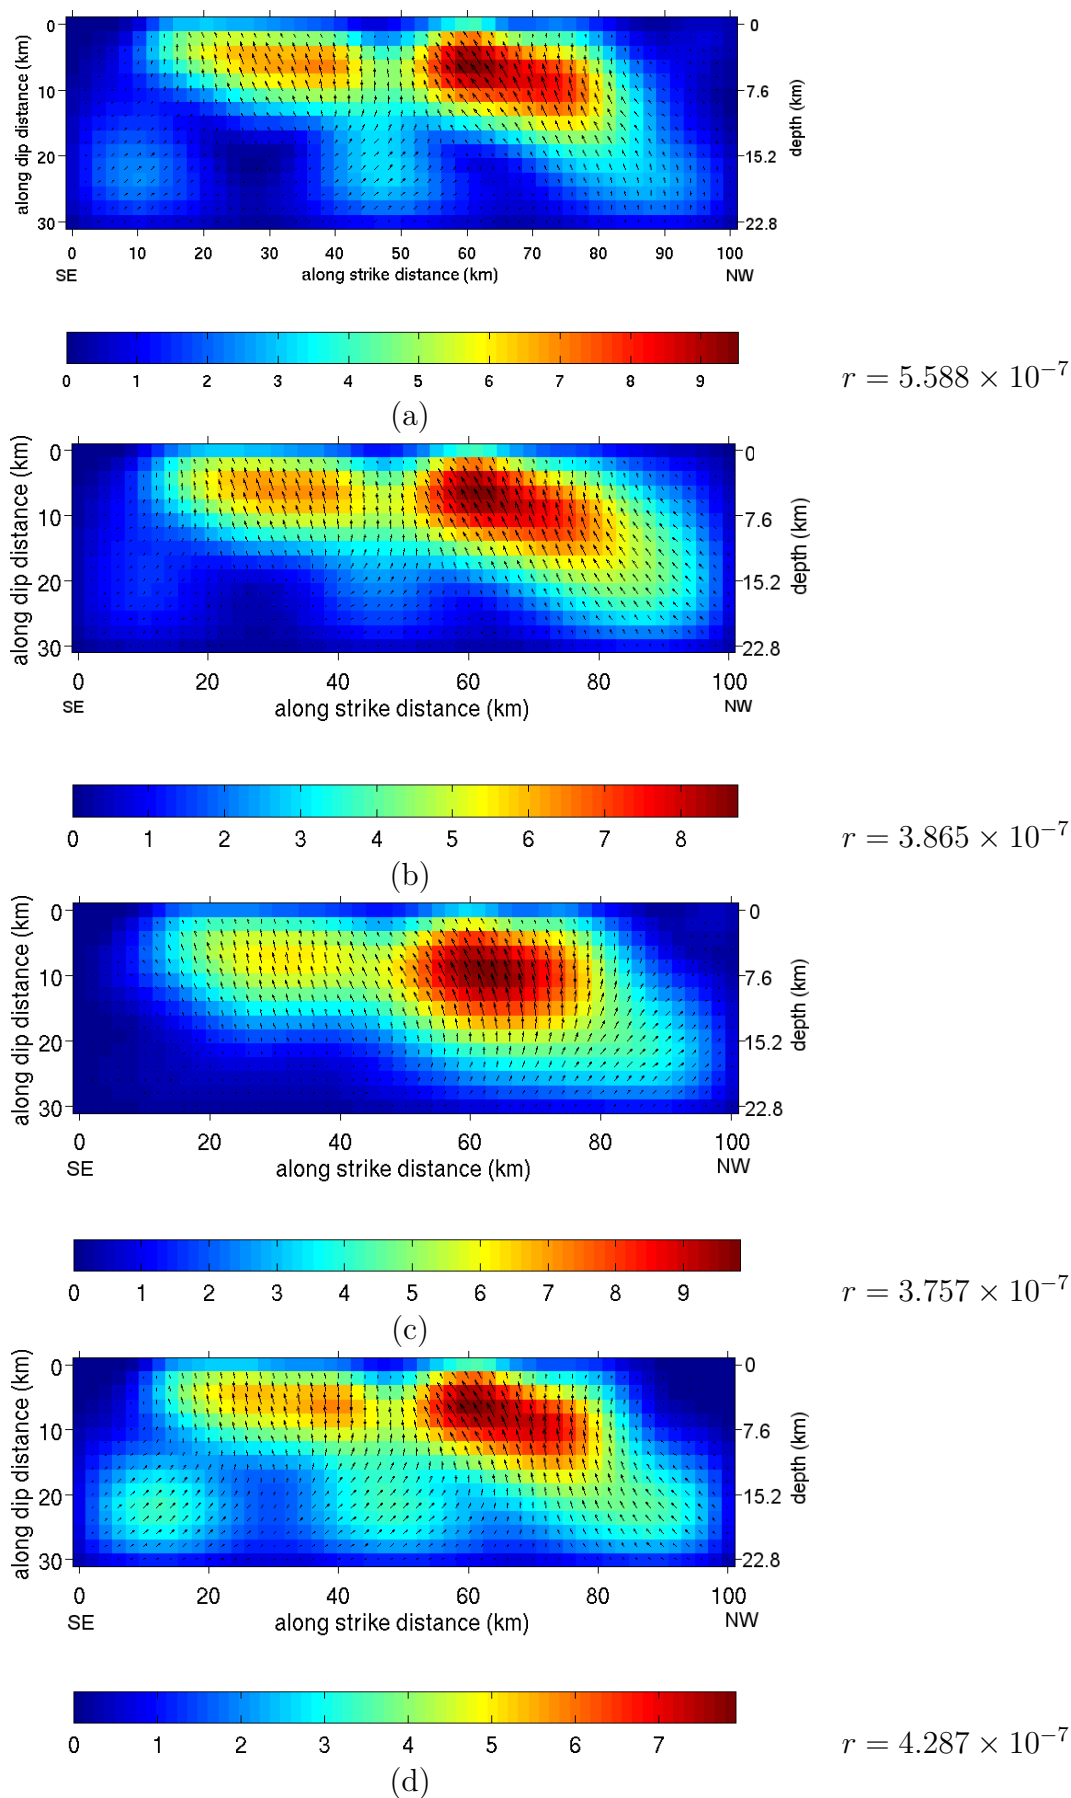 0 0
10 7.6
20 15.2
30 22.8
along dip distance (km)
depth (km)
0 10 20 30 40 50 60 70 80 90 100
SE along strike distance (km) NW
0 1 2 3 4 5 6 7 8 9
r = 5.588 × 10⁻⁷
(a)
0 0
10 7.6
20 15.2
30 22.8
along dip distance (km)
depth (km)
0 20 40 60 80 100
SE along strike distance (km) NW
0 1 2 3 4 5 6 7 8
r = 3.865 × 10⁻⁷
(b)
0 0
10 7.6
20 15.2
30 22.8
along dip distance (km)
depth (km)
0 20 40 60 80 100
SE along strike distance (km) NW
0 1 2 3 4 5 6 7 8 9
r = 3.757 × 10⁻⁷
(c)
0 0
10 7.6
20 15.2
30 22.8
along dip distance (km)
depth (km)
0 20 40 60 80 100
SE along strike distance (km) NW
0 1 2 3 4 5 6 7
r = 4.287 × 10⁻⁷
(d)